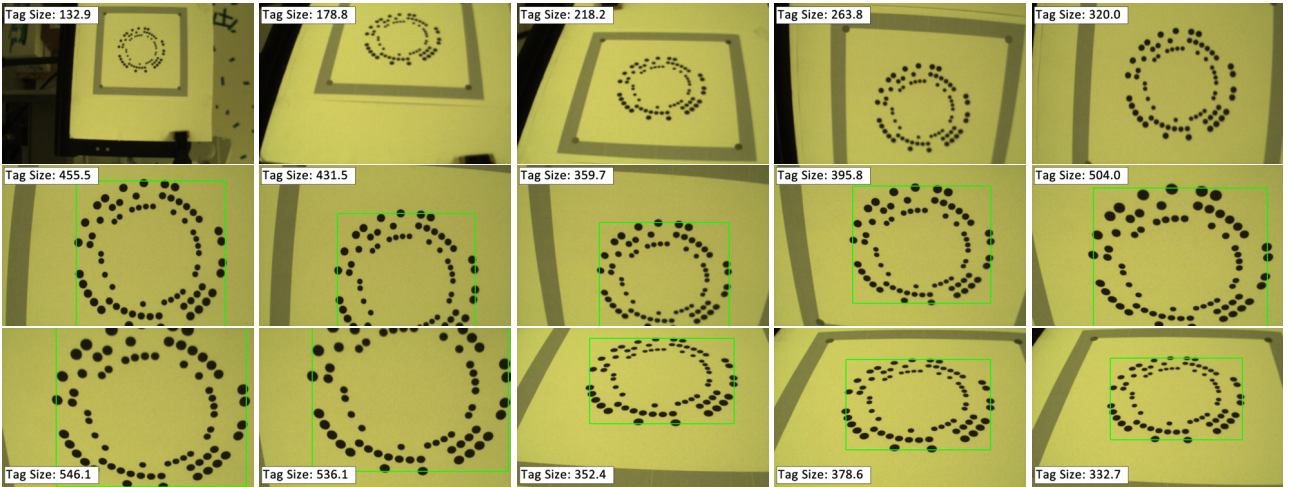 Tag Size: 132.9
Tag Size: 178.8
Tag Size: 218.2
Tag Size: 263.8
Tag Size: 320.0
Tag Size: 455.5
Tag Size: 431.5
Tag Size: 359.7
Tag Size: 395.8
Tag Size: 504.0
Tag Size: 546.1
Tag Size: 536.1
Tag Size: 352.4
Tag Size: 378.6
Tag Size: 332.7